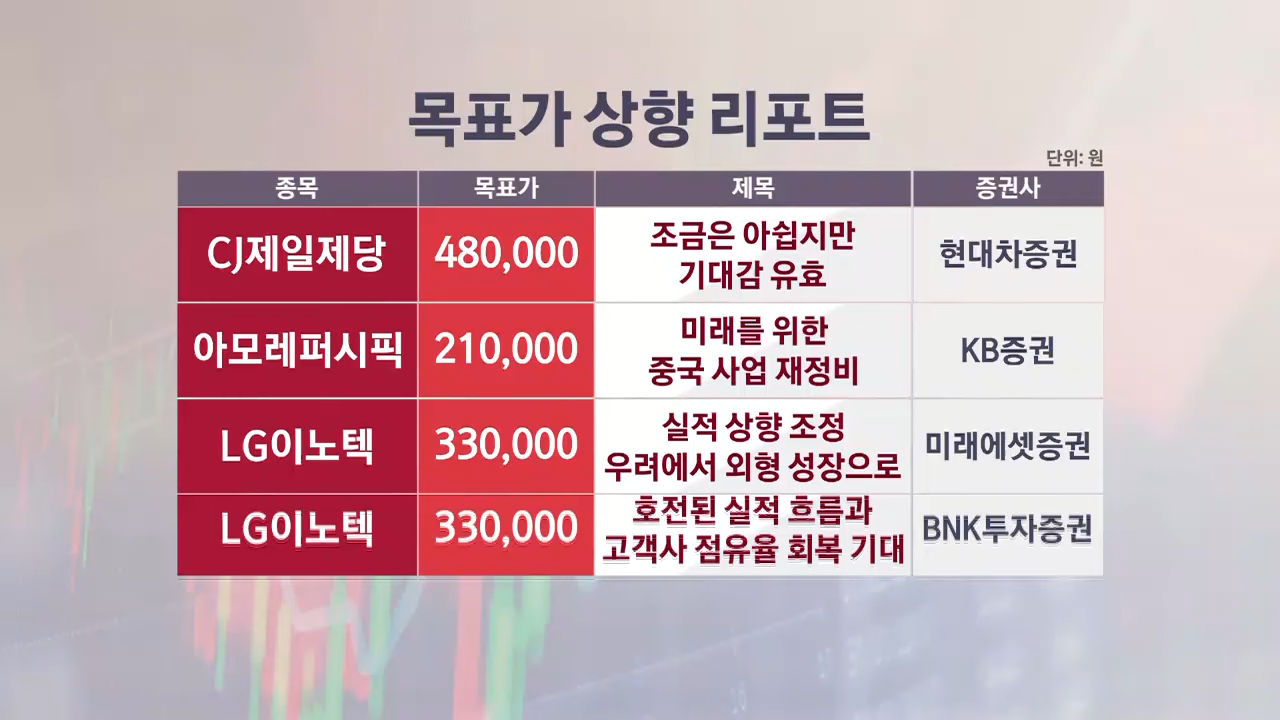 목표가 상향 리포트
단위: 원
종목 목표가 제목 증권사
CJ제일제당 480,000 조금은 아쉽지만 기대감 유효 현대차증권
아모레퍼시픽 210,000 미래를 위한 중국 사업 재정비 KB증권
LG이노텍 330,000 실적 상향 조정 우려에서 외형 성장으로 미래에셋증권
LG이노텍 330,000 호전된 실적 흐름과 고객사 점유율 회복 기대 BNK투자증권